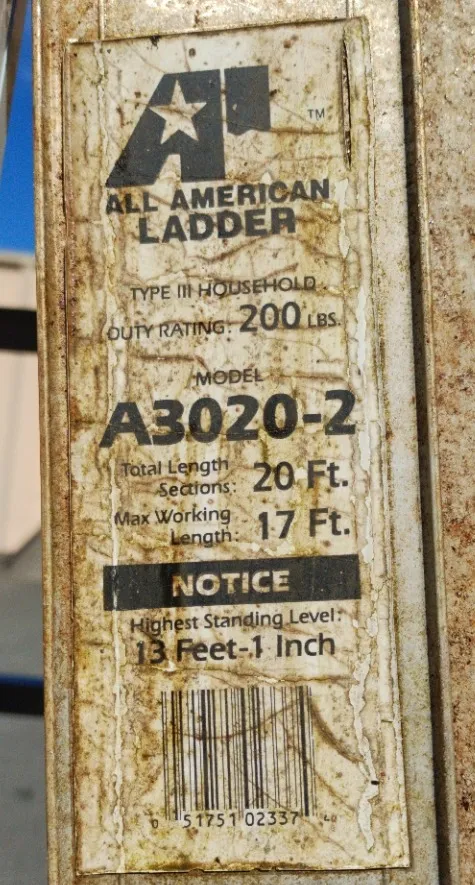 A1 ™
ALL AMERICAN
LADDER
TYPE III HOUSEHOLD
DUTY RATING: 200 LBS.
MODEL
A3020-2
Total Length
Sections: 20 Ft.
Max Working
Length: 17 Ft.
NOTICE
Highest Standing Level:
13 Feet-1 Inch
0 51751 02337